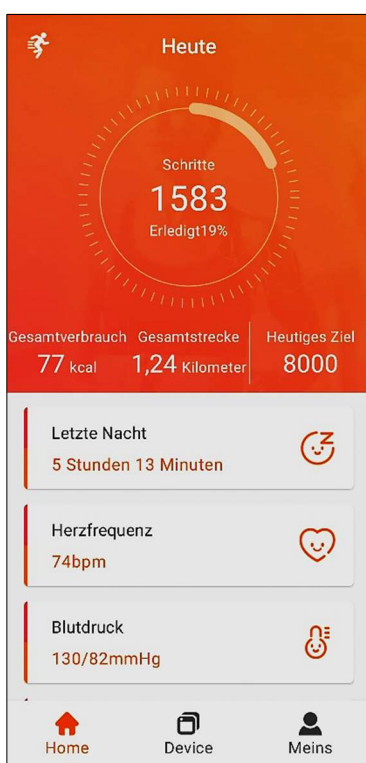 Heute
Schritte
1583
Erledigt19%
Gesamtverbrauch Gesamtstrecke Heutiges Ziel
77 kcal 1,24 Kilometer 8000
Letzte Nacht
5 Stunden 13 Minuten
Herzfrequenz
74bpm
Blutdruck
130/82mmHg
Home Device Meins